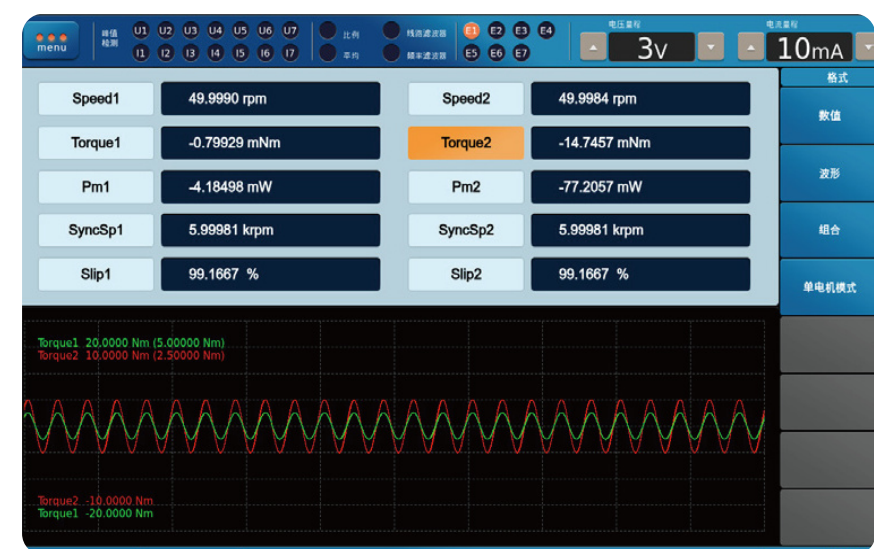 menu
峰值
检测
U1 U2 U3 U4 U5 U6 U7
I1 I2 I3 I4 I5 I6 I7
比例
平均
线路滤波器
频率滤波器
E1 E2 E3 E4
E5 E6 E7
电压量程
3V
电流量程
10mA
格式
Speed1 49.9990 rpm Speed2 49.9984 rpm
数值
Torque1 -0.79929 mNm Torque2 -14.7457 mNm
波形
Pm1 -4.18498 mW Pm2 -77.2057 mW
组合
SyncSp1 5.99981 krpm SyncSp2 5.99981 krpm
单电机模式
Slip1 99.1667 % Slip2 99.1667 %
Torque1 20.0000 Nm (5.00000 Nm)
Torque2 10.0000 Nm (2.50000 Nm)
Torque2 -10.0000 Nm
Torque1 -20.0000 Nm